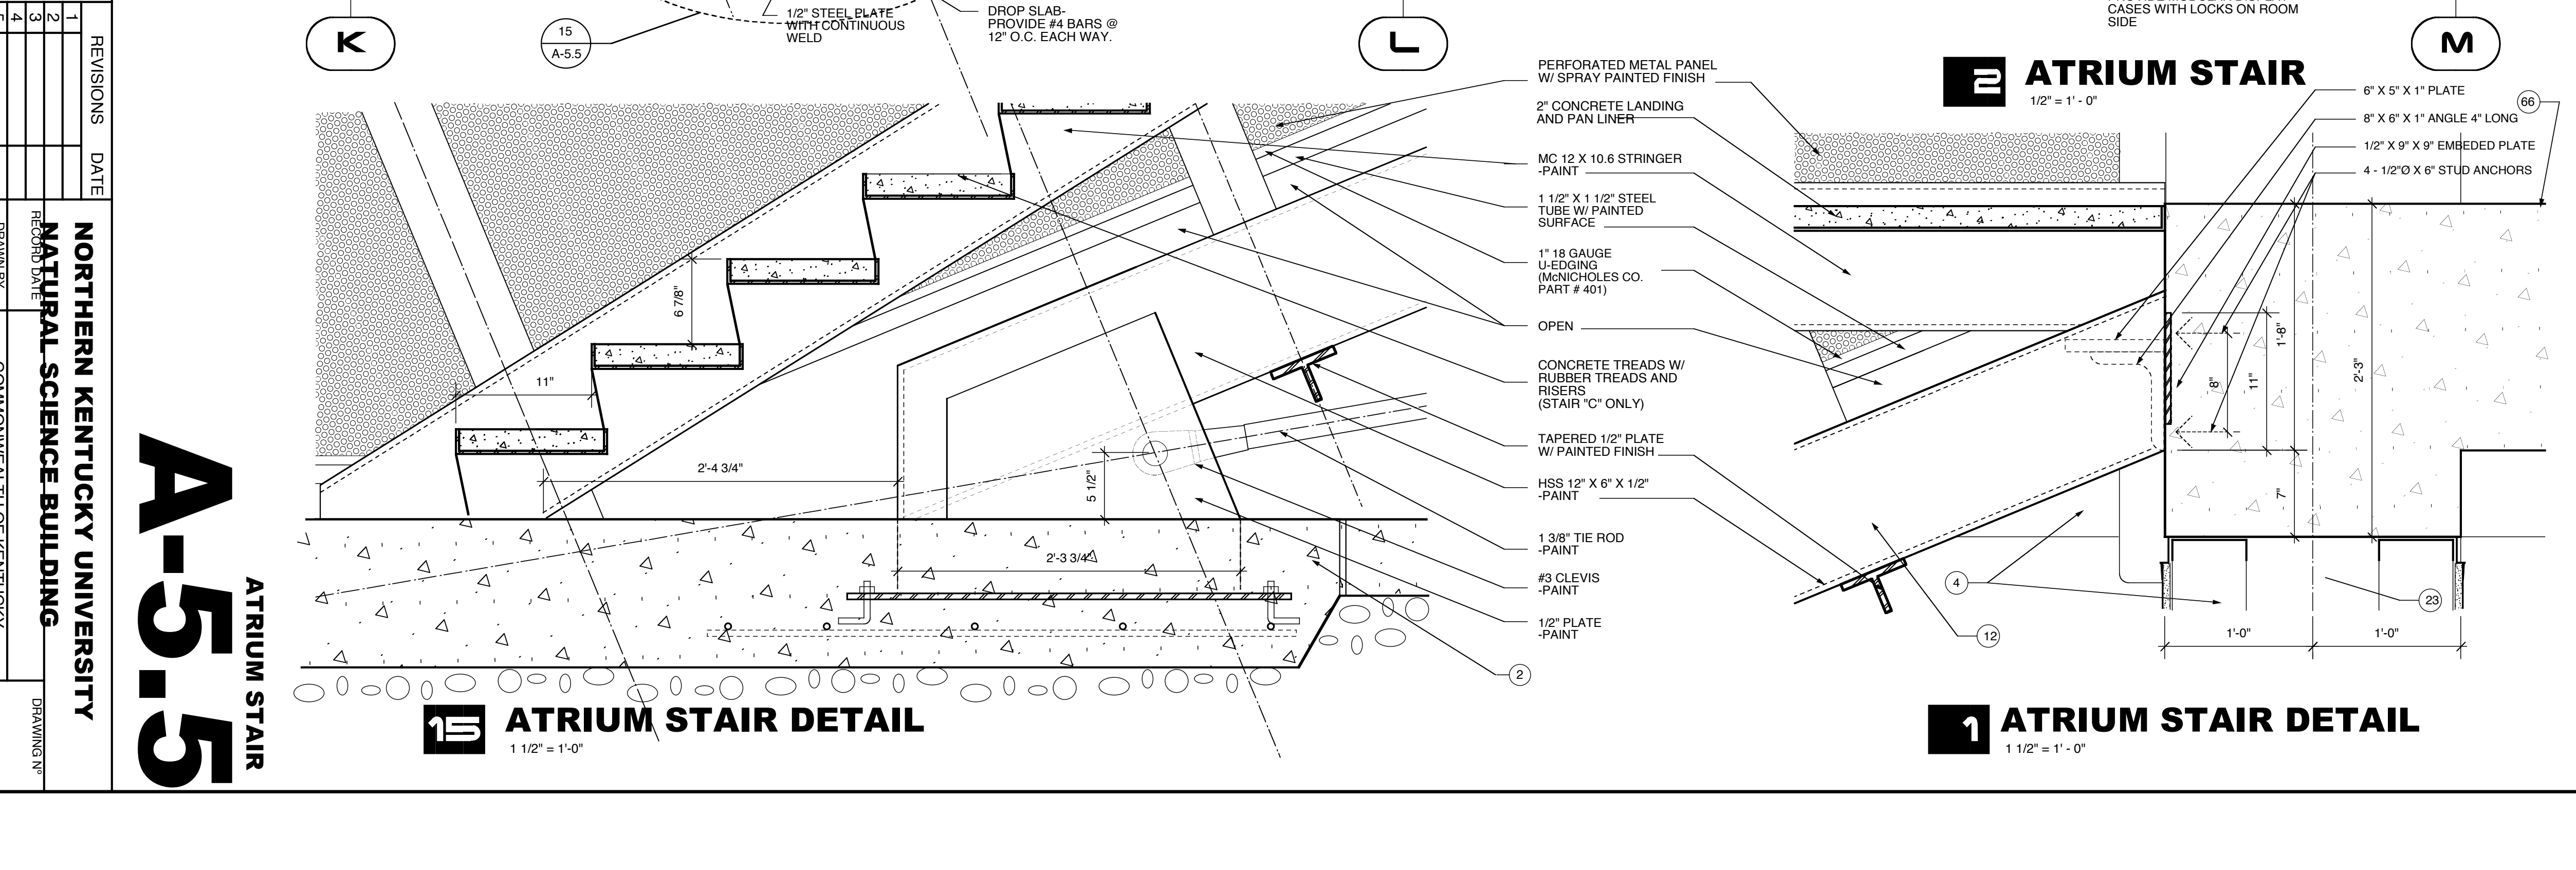 REVISIONS DATE
1
2
3
4
5
NORTHERN KENTUCKY UNIVERSITY
NATURAL SCIENCE BUILDING
RECORD DATE
DRAWN BY
COMMONWEALTH OF KENTUCKY
DRAWING Nº
A-5.5
ATRIUM STAIR
K
15
A-5.5
1/2" STEEL PLATE
WITH CONTINUOUS
WELD
DROP SLAB-
PROVIDE #4 BARS @
12" O.C. EACH WAY.
L
CASES WITH LOCKS ON ROOM
SIDE
M
2 ATRIUM STAIR
1/2" = 1' - 0"
6" X 5" X 1" PLATE
66
8" X 6" X 1" ANGLE 4" LONG
1/2" X 9" X 9" EMBEDED PLATE
4 - 1/2"Ø X 6" STUD ANCHORS
PERFORATED METAL PANEL
W/ SPRAY PAINTED FINISH
2" CONCRETE LANDING
AND PAN LINER
MC 12 X 10.6 STRINGER
-PAINT
1 1/2" X 1 1/2" STEEL
TUBE W/ PAINTED
SURFACE
1" 18 GAUGE
U-EDGING
(McNICHOLES CO.
PART # 401)
OPEN
CONCRETE TREADS W/
RUBBER TREADS AND
RISERS
(STAIR "C" ONLY)
TAPERED 1/2" PLATE
W/ PAINTED FINISH
HSS 12" X 6" X 1/2"
-PAINT
1 3/8" TIE ROD
-PAINT
#3 CLEVIS
-PAINT
1/2" PLATE
-PAINT
2
6 7/8"
11"
2'-4 3/4"
5 1/2"
2'-3 3/4"
15 ATRIUM STAIR DETAIL
1 1/2" = 1'-0"
8"
11"
1'-8"
2'-3"
7"
4
12
23
1'-0"
1'-0"
1 ATRIUM STAIR DETAIL
1 1/2" = 1' - 0"